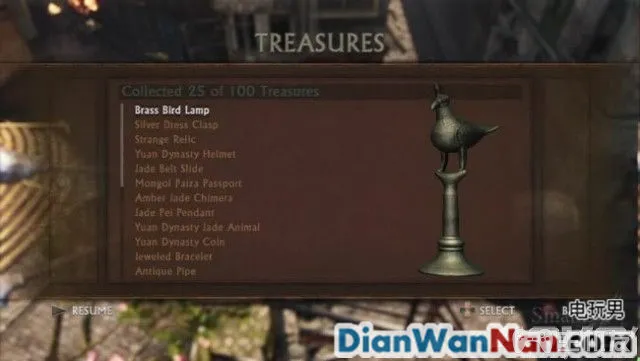 TREASURES
Collected 25 of 100 Treasures
Brass Bird Lamp
Silver Dress Clasp
Strange Relic
Yuan Dynasty Helmet
Jade Belt Slide
Mongol Paiza Passport
Amber Jade Chimera
Jade Pei Pendant
Yuan Dynasty Jade Animal
Yuan Dynasty Coin
Jeweled Bracelet
Antique Pipe
RESUME
SELECT
电玩男
DianWanNan.com